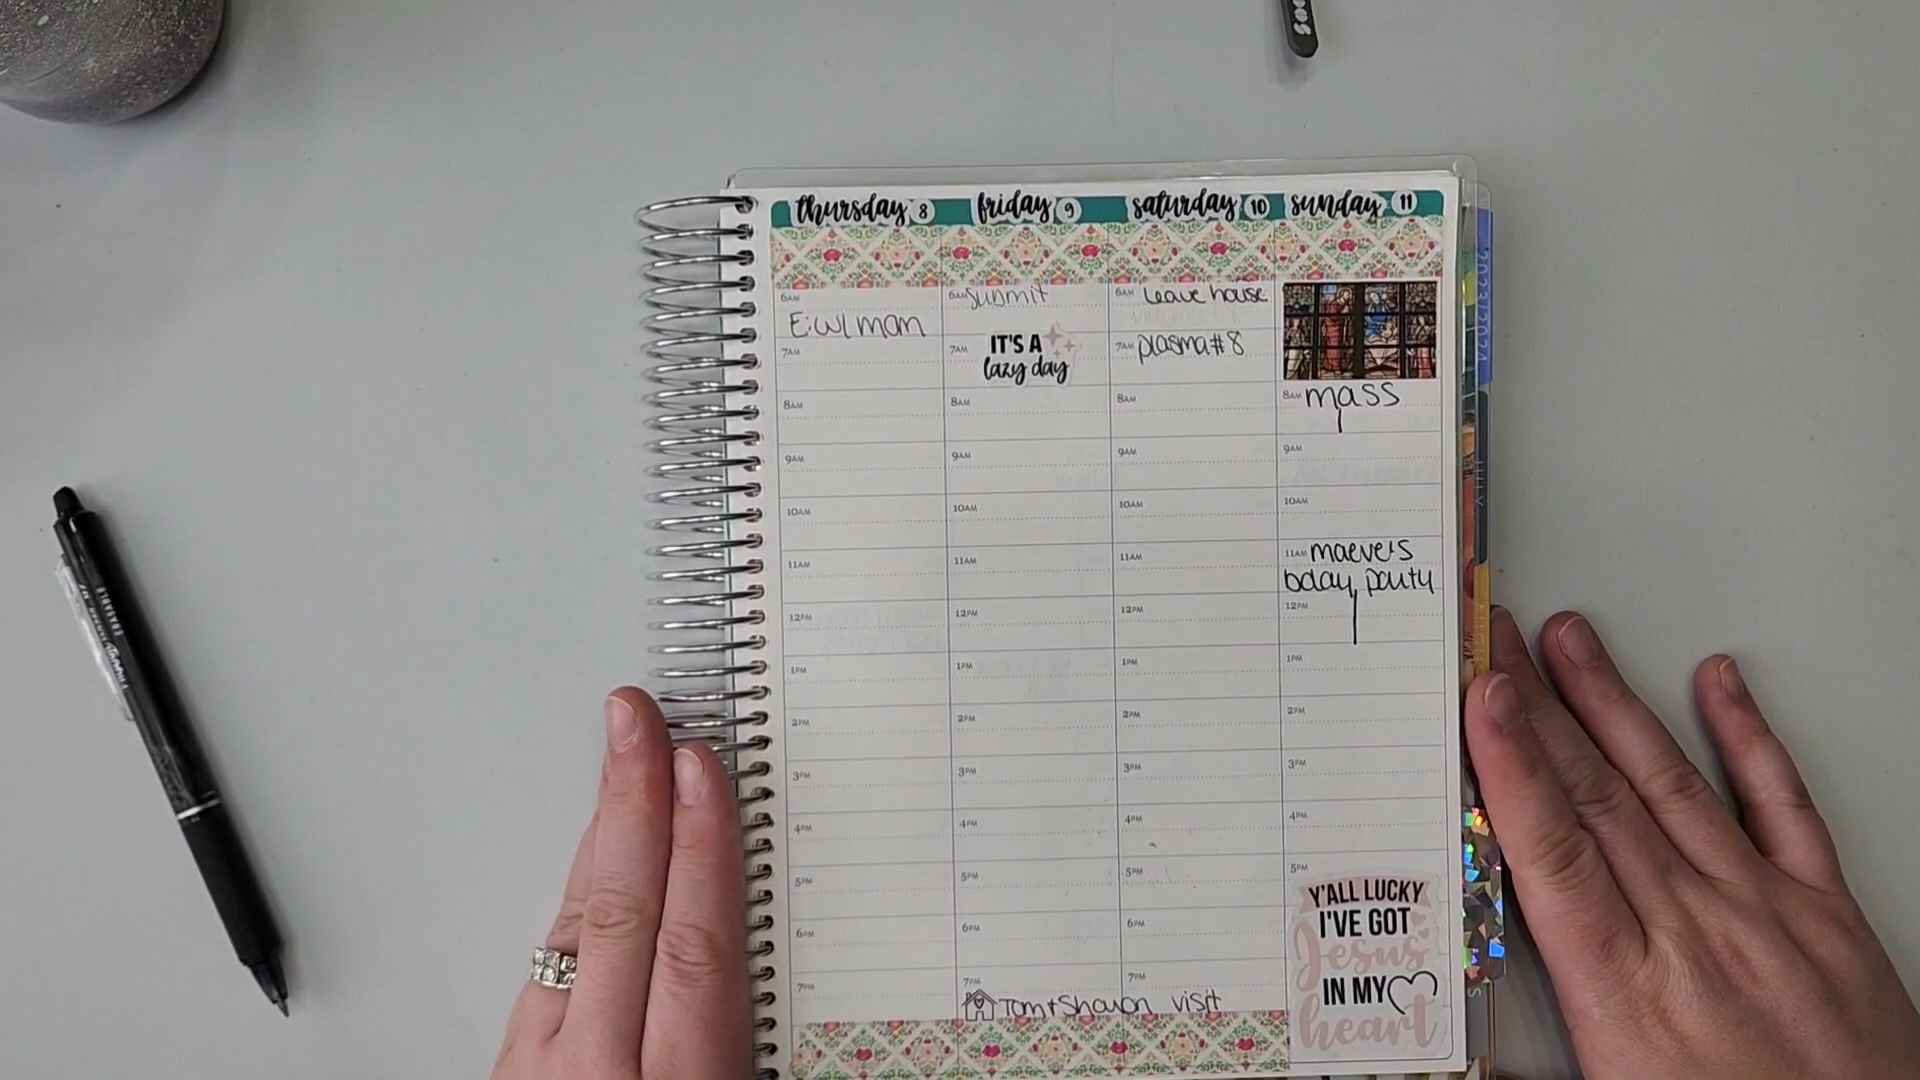 thursday 8
friday 9
saturday 10
sunday 11
6AM
E: w/ mom
7AM
8AM
9AM
10AM
11AM
12PM
1PM
2PM
3PM
4PM
5PM
6PM
7PM
6AM submit
7AM IT'S A
lazy day
8AM
9AM
10AM
11AM
12PM
1PM
2PM
3PM
4PM
5PM
6PM
7PM
Tom + Sharon visit
6AM leave house
7AM plasma #8
8AM
9AM
10AM
11AM
12PM
1PM
2PM
3PM
4PM
5PM
6PM
7PM
8AM mass
9AM
10AM
11AM maeve's
bday party
12PM
1PM
2PM
3PM
4PM
5PM
Y'ALL LUCKY
I'VE GOT
Jesus
IN MY
heart
2023
JULY
ERASABLE